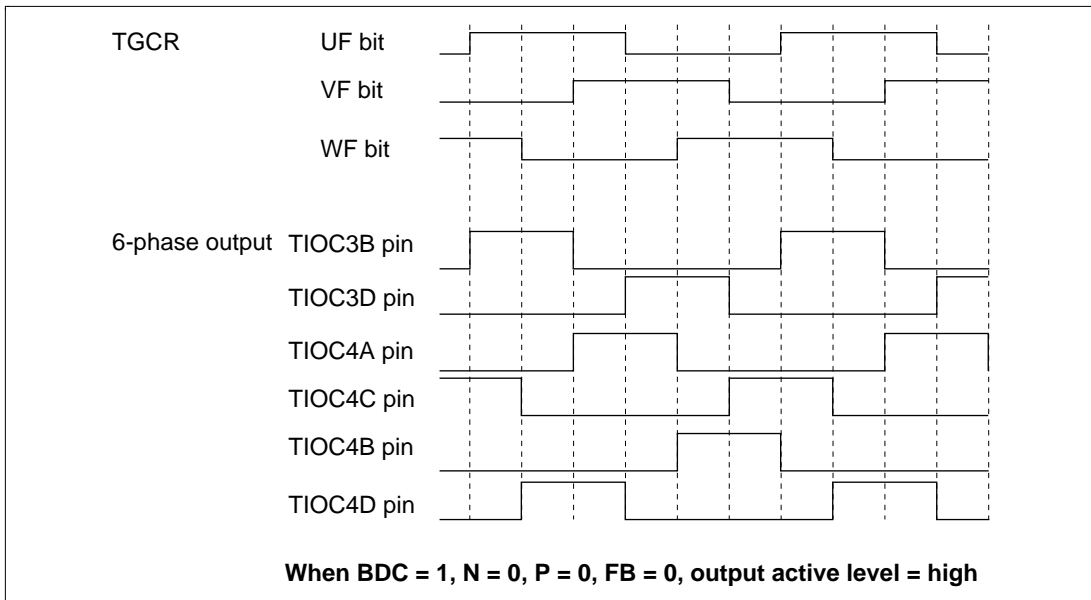 TGCR UF bit
VF bit
WF bit
6-phase output TIOC3B pin
TIOC3D pin
TIOC4A pin
TIOC4C pin
TIOC4B pin
TIOC4D pin
When BDC = 1, N = 0, P = 0, FB = 0, output active level = high